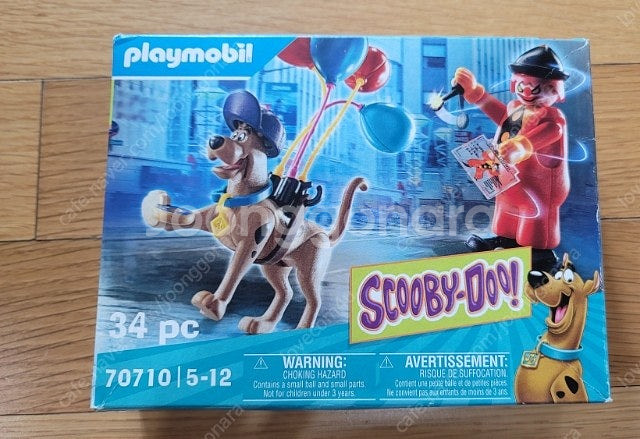 playmobil
joonggonara
SCOOBY-DOO!
34 pc
70710 | 5-12
WARNING:
CHOKING HAZARD
Contains a small ball and small parts.
Not for children under 3 years.
AVERTISSEMENT:
RISQUE DE SUFFOCATION.
Contient une petite balle et de petites pièces.
Ne convient pas aux enfants de moins de 3 ans.